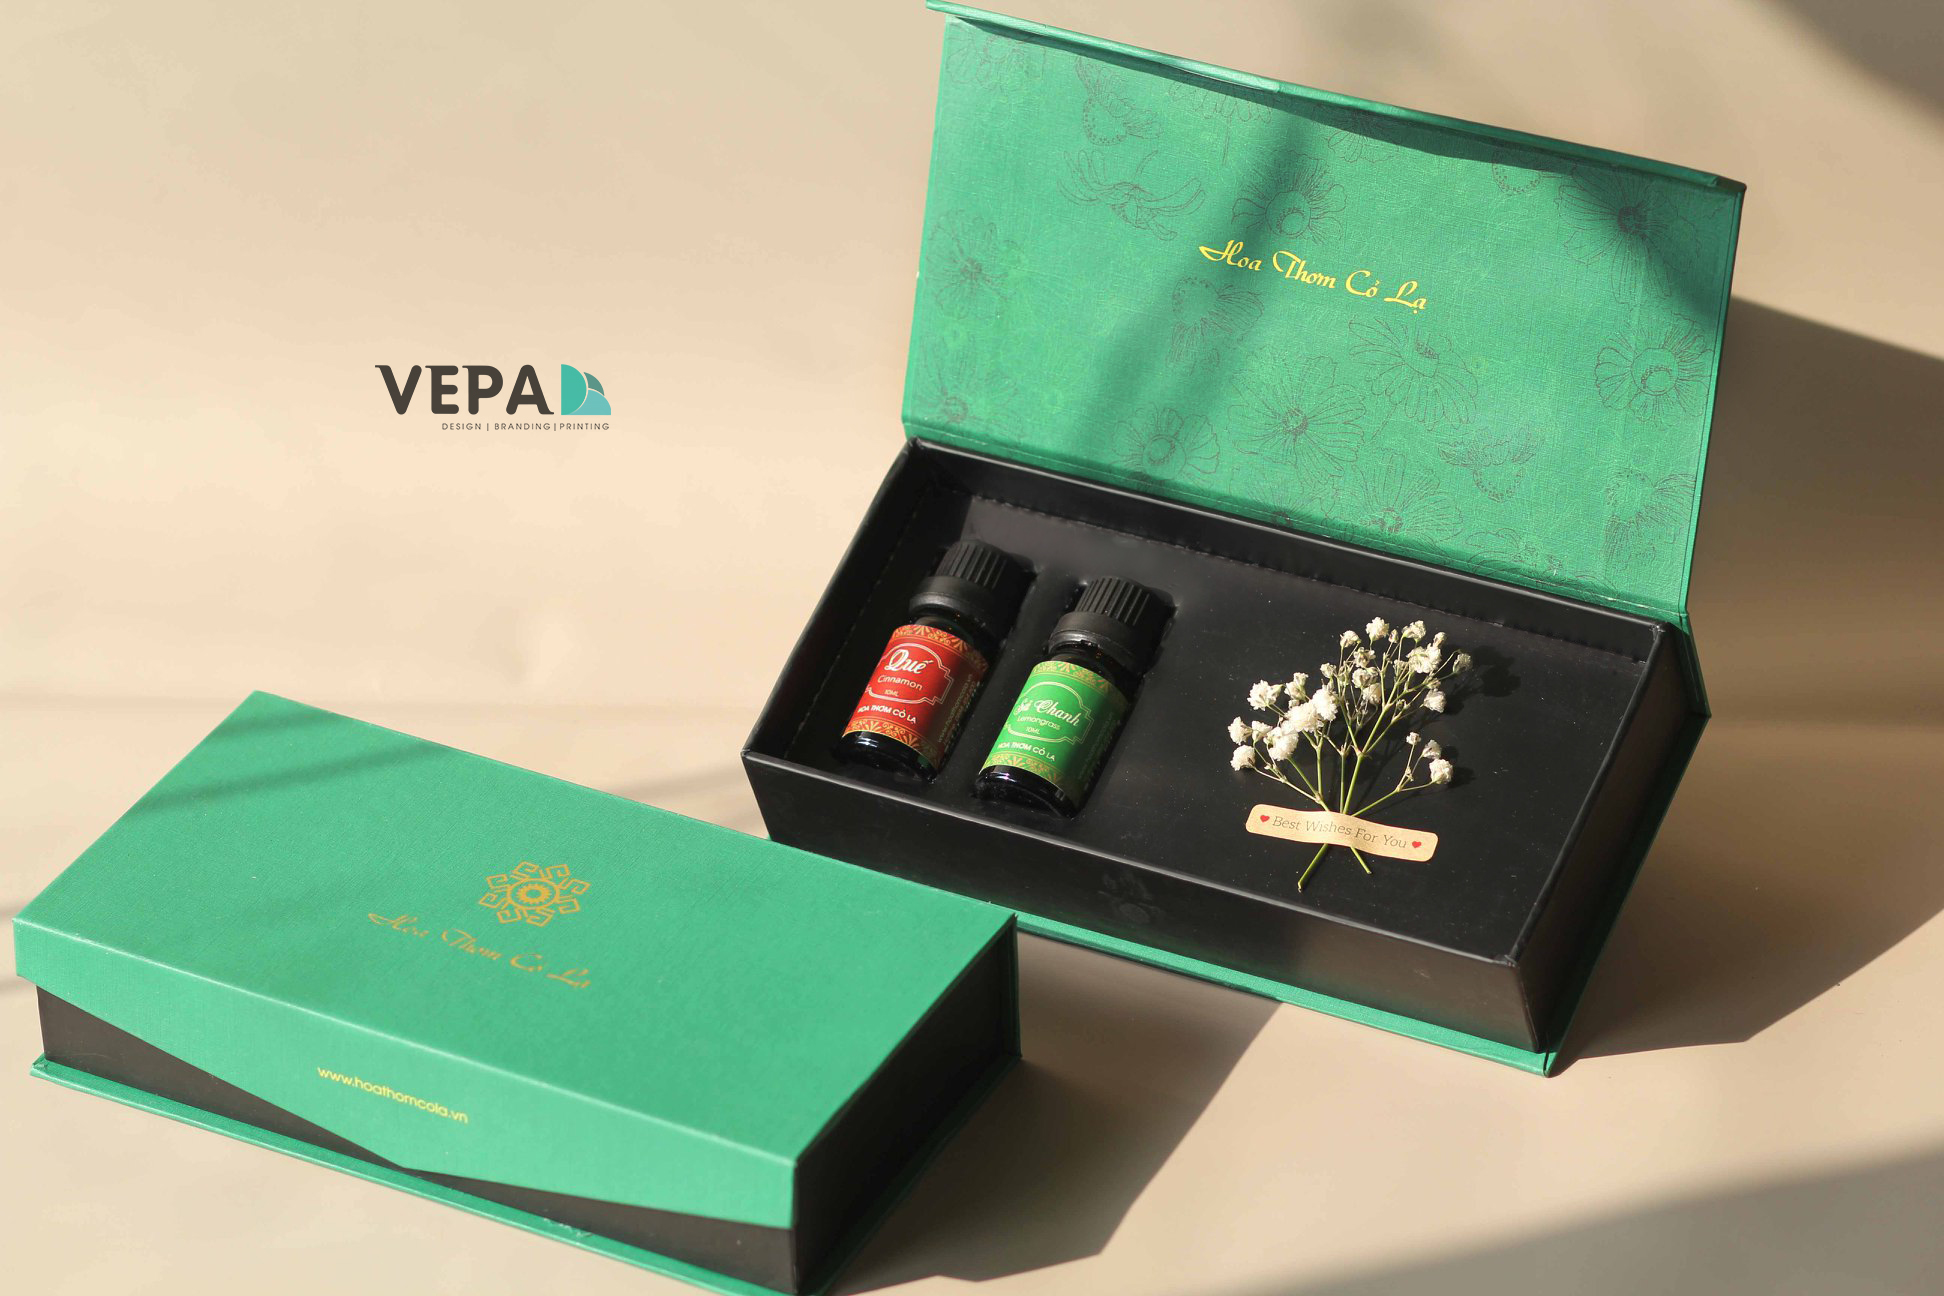 Hoa Thơm Cỏ Lạ
VEPA
DESIGN | BRANDING | PRINTING
Quế
Cinnamon
10ML
HOA THƠM CỎ LẠ
Sả Chanh
Lemongrass
10ML
HOA THƠM CỎ LẠ
Best Wishes For You
Hoa Thơm Cỏ Lạ
www.hoathomcola.vn